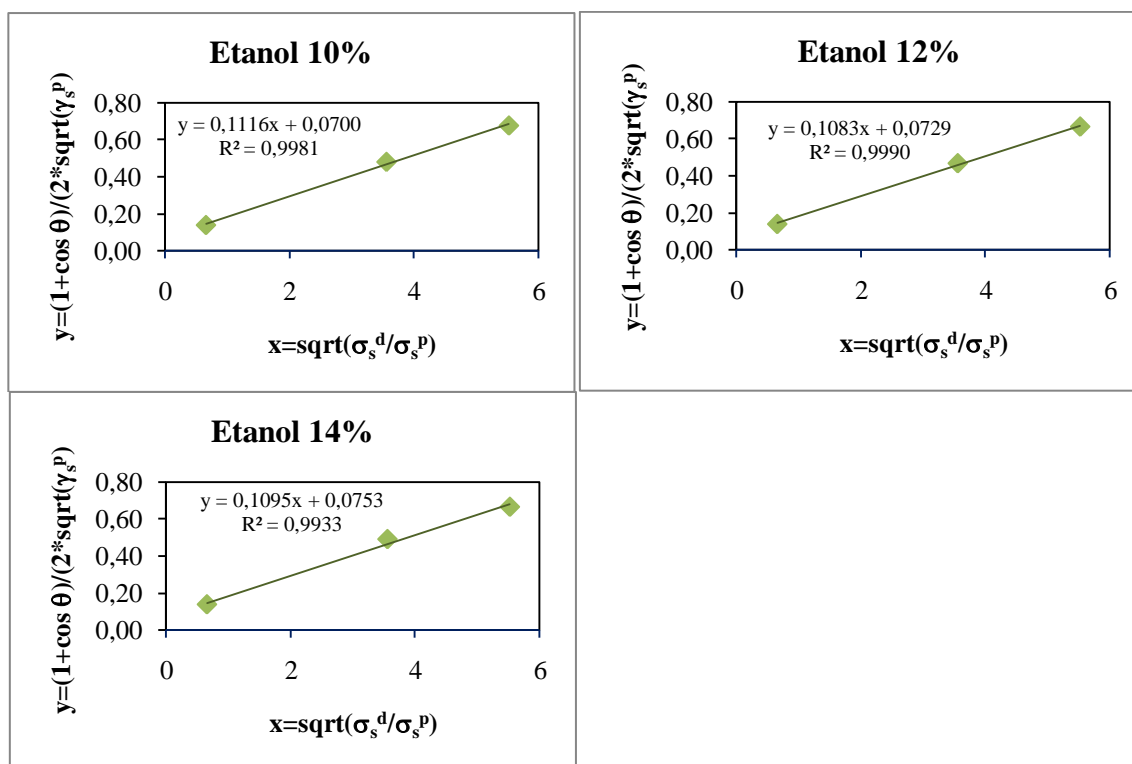 Etanol 10%
y=(1+cos θ)/(2*sqrt(γₛᵖ)
0,80
0,60
0,40
0,20
0,00
y = 0,1116x + 0,0700
R² = 0,9981
0 2 4 6
x=sqrt(σₛᵈ/σₛᵖ)
Etanol 12%
y=(1+cos θ)/(2*sqrt(γₛᵖ)
0,80
0,60
0,40
0,20
0,00
y = 0,1083x + 0,0729
R² = 0,9990
0 2 4 6
x=sqrt(σₛᵈ/σₛᵖ)
Etanol 14%
y=(1+cos θ)/(2*sqrt(γₛᵖ)
0,80
0,60
0,40
0,20
0,00
y = 0,1095x + 0,0753
R² = 0,9933
0 2 4 6
x=sqrt(σₛᵈ/σₛᵖ)